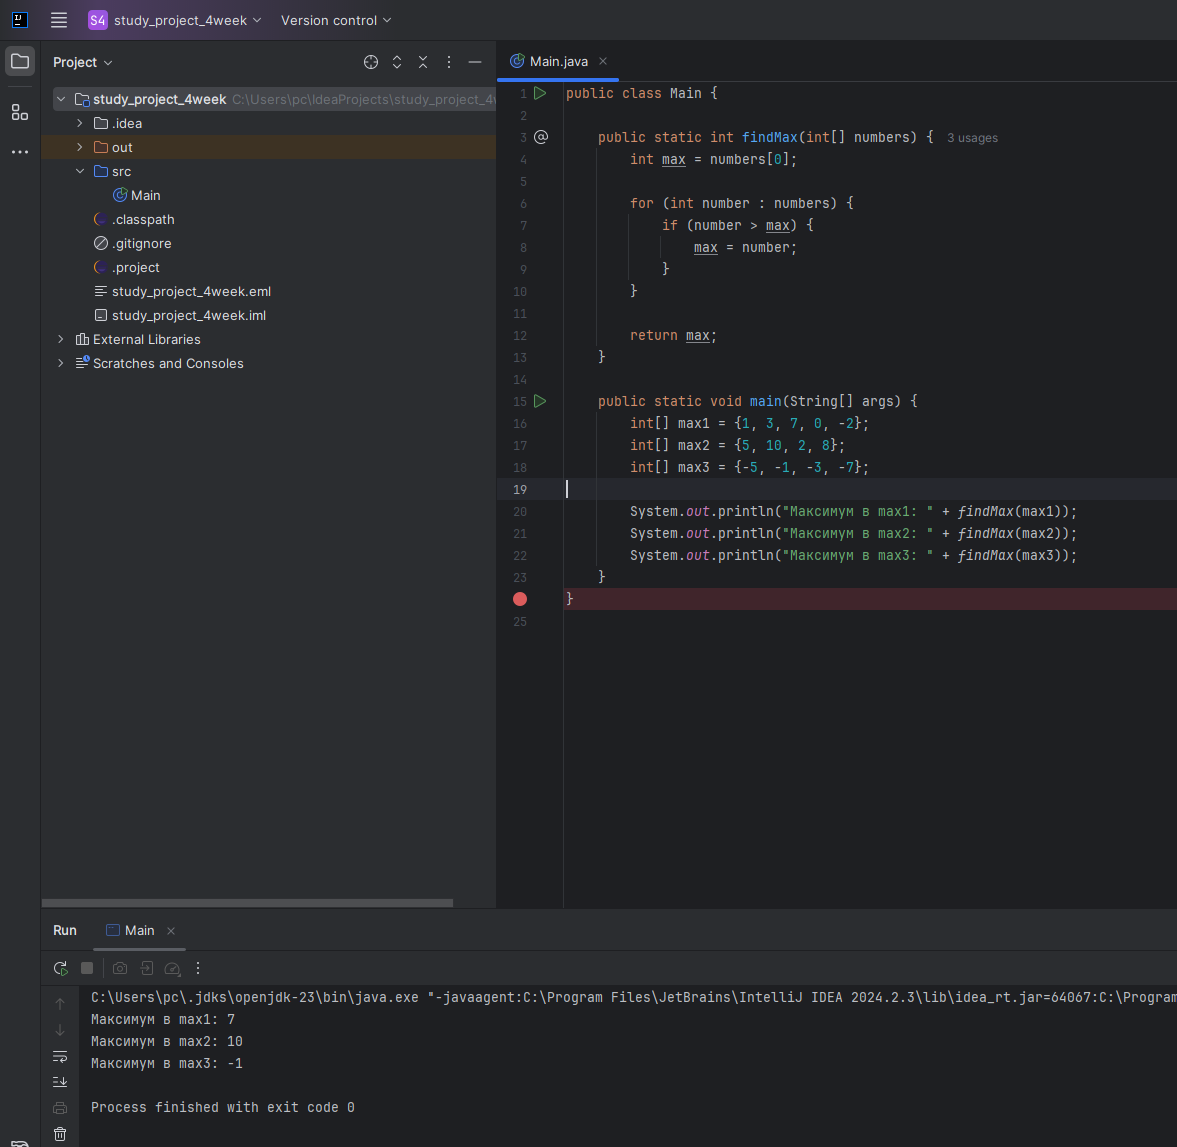 S4 study_project_4week Version control
Project
Main.java
study_project_4week C:\Users\pc\IdeaProjects\study_project_4w
.idea
out
src
Main
.classpath
.gitignore
.project
study_project_4week.eml
study_project_4week.iml
External Libraries
Scratches and Consoles
1 public class Main {
2
3 public static int findMax(int[] numbers) { 3 usages
4 int max = numbers[0];
5
6 for (int number : numbers) {
7 if (number > max) {
8 max = number;
9 }
10 }
11
12 return max;
13 }
14
15 public static void main(String[] args) {
16 int[] max1 = {1, 3, 7, 0, -2};
17 int[] max2 = {5, 10, 2, 8};
18 int[] max3 = {-5, -1, -3, -7};
19
20 System.out.println("Максимум в max1: " + findMax(max1));
21 System.out.println("Максимум в max2: " + findMax(max2));
22 System.out.println("Максимум в max3: " + findMax(max3));
23 }
}
25
Run Main
C:\Users\pc\.jdks\openjdk-23\bin\java.exe "-javaagent:C:\Program Files\JetBrains\IntelliJ IDEA 2024.2.3\lib\idea_rt.jar=64067:C:\Program
Максимум в max1: 7
Максимум в max2: 10
Максимум в max3: -1
Process finished with exit code 0